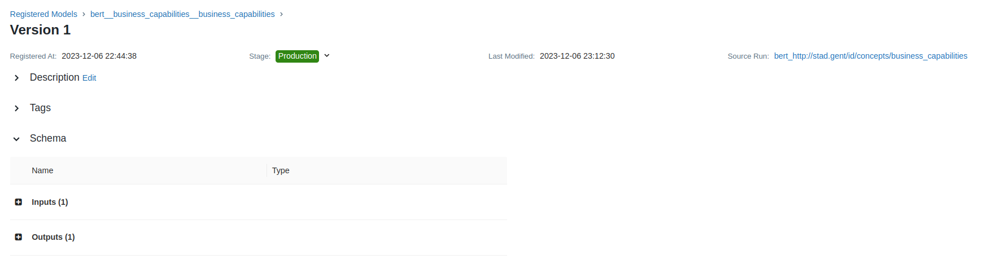 Registered Models > bert__business_capabilities__business_capabilities >
Version 1
Registered At: 2023-12-06 22:44:38 Stage: Production Last Modified: 2023-12-06 23:12:30 Source Run: bert_http://stad.gent/id/concepts/business_capabilities
Description Edit
Tags
Schema
Name Type
Inputs (1)
Outputs (1)